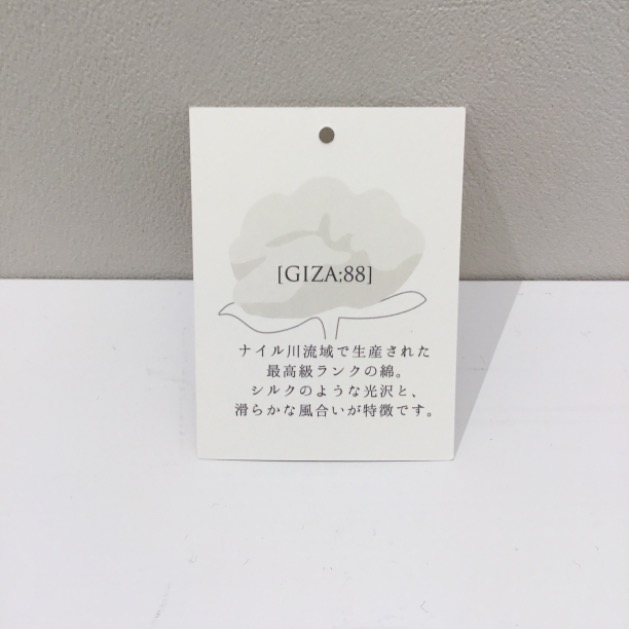 [GIZA;88]
ナイル川流域で生産された
最高級ランクの綿。
シルクのような光沢と、
滑らかな風合いが特徴です。